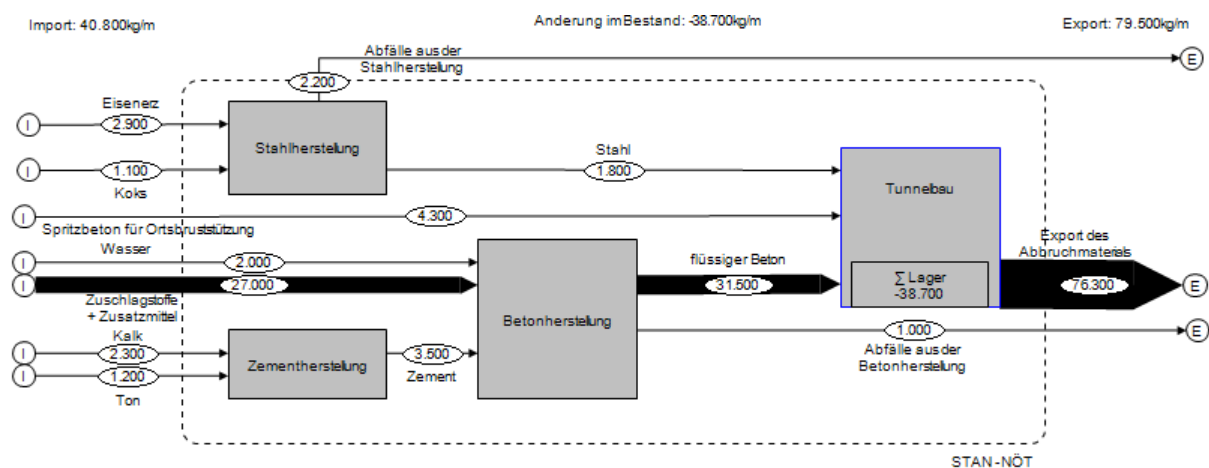 Import: 40.800kg/m
Änderung im Bestand: -38.700kg/m
Export: 79.500kg/m
Abfälle aus der
Stahlherstellung
2.200
E
Eisenerz
I
2.900
Stahlherstellung
I
1.100
Koks
Stahl
1.800
Tunnelbau
I
4.300
Spritzbeton für Ortsbruststützung
Wasser
I
2.000
I
27.000
Zuschlagstoffe
+ Zusatzmittel
Betonherstellung
flüssiger Beton
31.500
∑ Lager
-38.700
Export des
Abbruchmaterials
76.300
E
1.000
E
Abfälle aus der
Betonherstellung
Kalk
I
2.300
I
1.200
Ton
Zementherstellung
3.500
Zement
STAN-NÖT